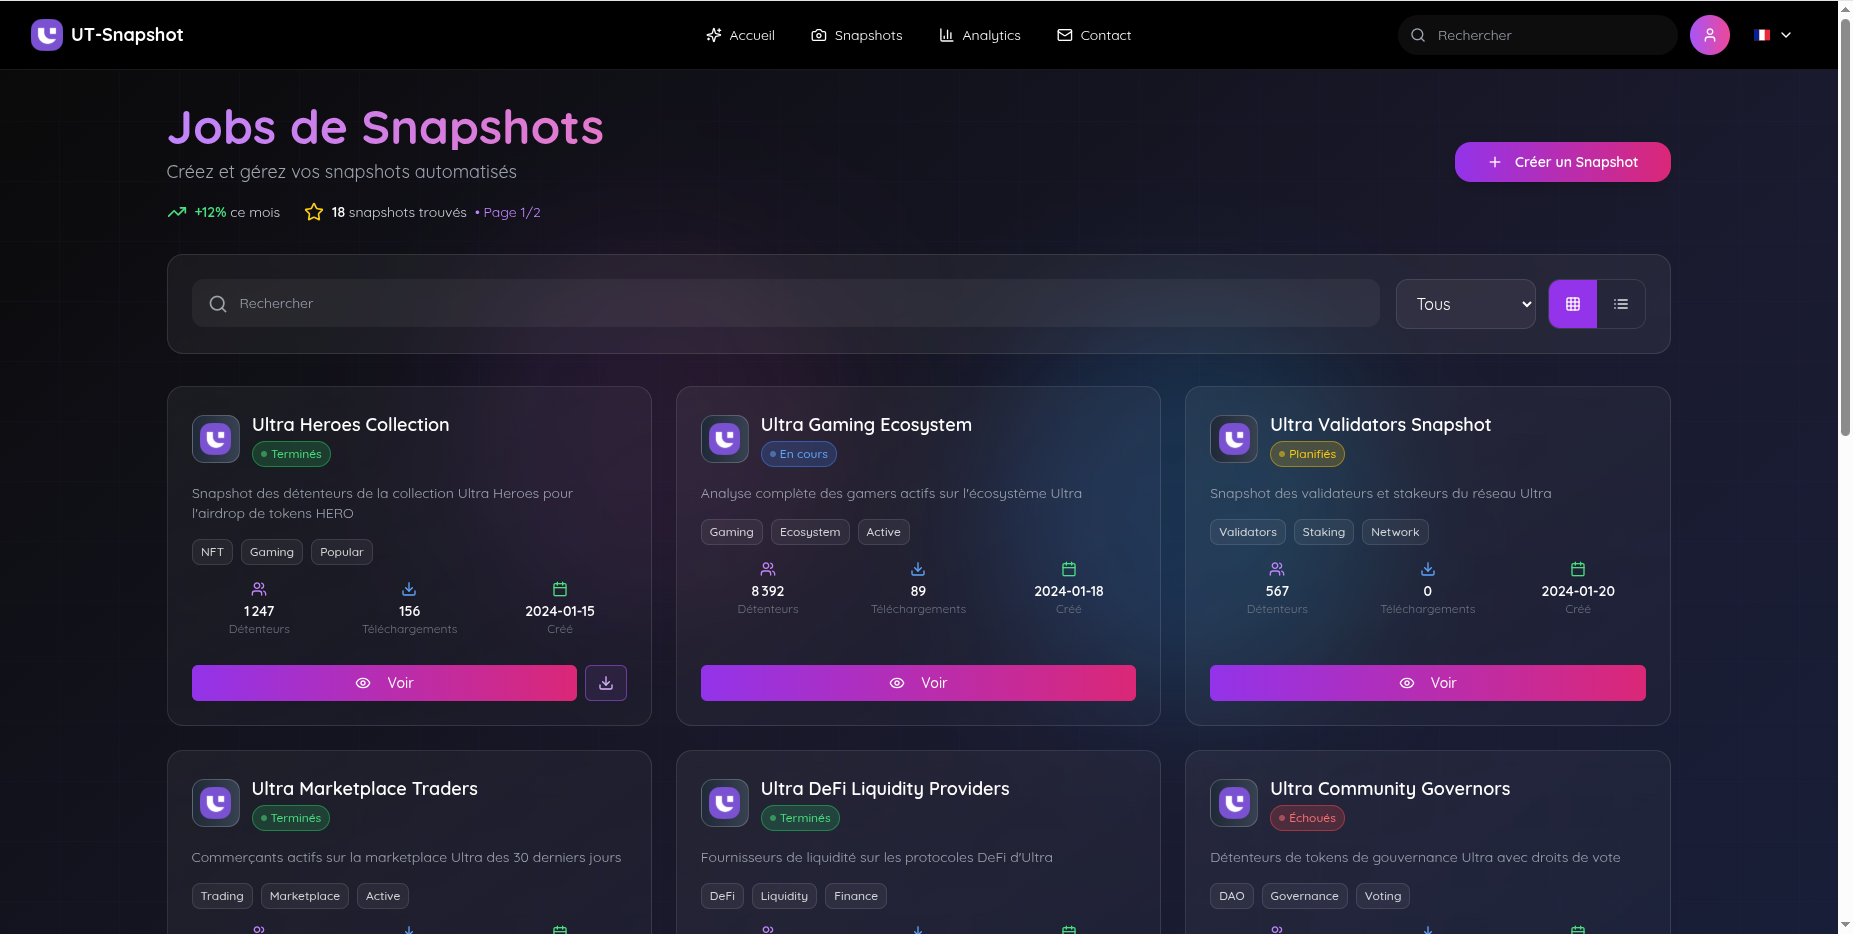 UT-Snapshot
Accueil
Snapshots
Analytics
Contact
Rechercher
Jobs de Snapshots
Créez et gérez vos snapshots automatisés
+12% ce mois
18 snapshots trouvés • Page 1/2
Créer un Snapshot
Rechercher
Tous
Ultra Heroes Collection
Terminés
Snapshot des détenteurs de la collection Ultra Heroes pour
l'airdrop de tokens HERO
NFT
Gaming
Popular
1 247
Détenteurs
156
Téléchargements
2024-01-15
Créé
Voir
Ultra Gaming Ecosystem
En cours
Analyse complète des gamers actifs sur l'écosystème Ultra
Gaming
Ecosystem
Active
8 392
Détenteurs
89
Téléchargements
2024-01-18
Créé
Voir
Ultra Validators Snapshot
Planifiés
Snapshot des validateurs et stakeurs du réseau Ultra
Validators
Staking
Network
567
Détenteurs
0
Téléchargements
2024-01-20
Créé
Voir
Ultra Marketplace Traders
Terminés
Commerçants actifs sur la marketplace Ultra des 30 derniers jours
Trading
Marketplace
Active
Ultra DeFi Liquidity Providers
Terminés
Fournisseurs de liquidité sur les protocoles DeFi d'Ultra
DeFi
Liquidity
Finance
Ultra Community Governors
Échoués
Détenteurs de tokens de gouvernance Ultra avec droits de vote
DAO
Governance
Voting